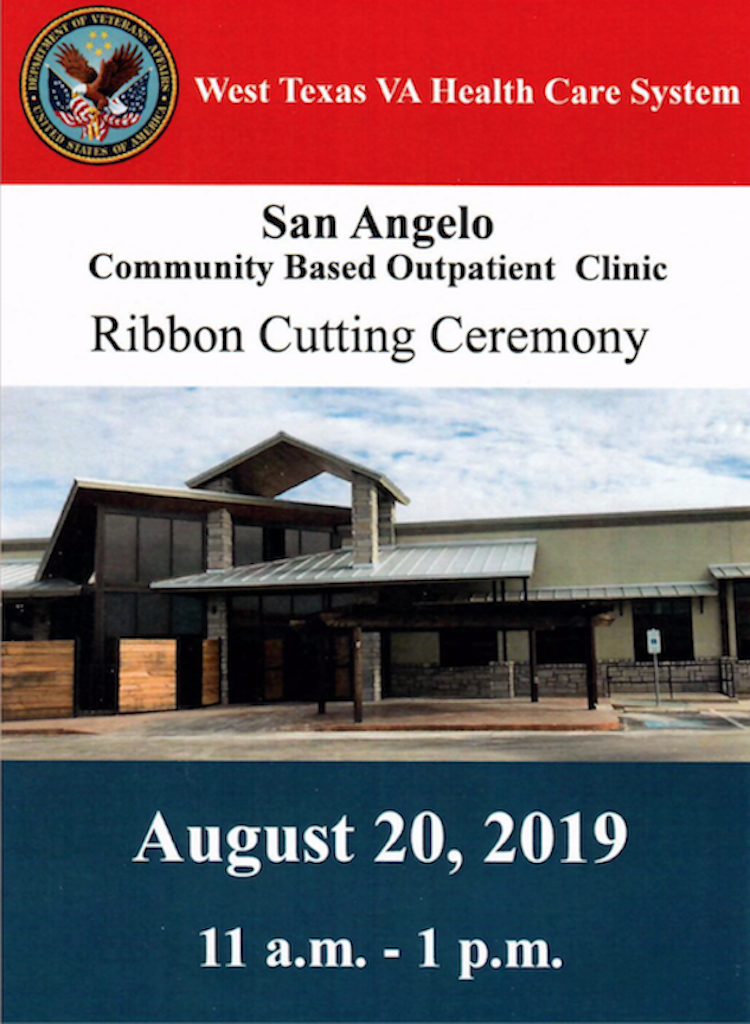 DEPARTMENT OF VETERANS AFFAIRS
UNITED STATES OF AMERICA
West Texas VA Health Care System
San Angelo
Community Based Outpatient Clinic
Ribbon Cutting Ceremony
August 20, 2019
11 a.m. - 1 p.m.